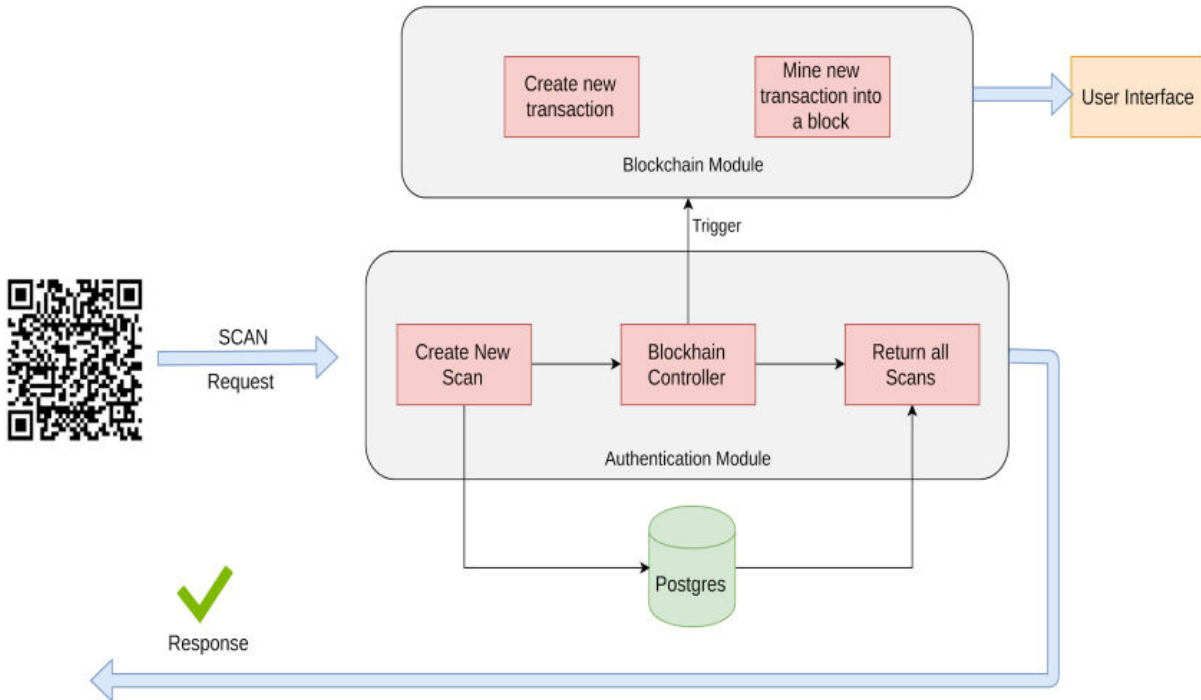 Create new
transaction
Mine new
transaction into
a block
User Interface
Blockchain Module
Trigger
SCAN
Request
Create New
Scan
Blockhain
Controller
Return all
Scans
Authentication Module
Postgres
Response